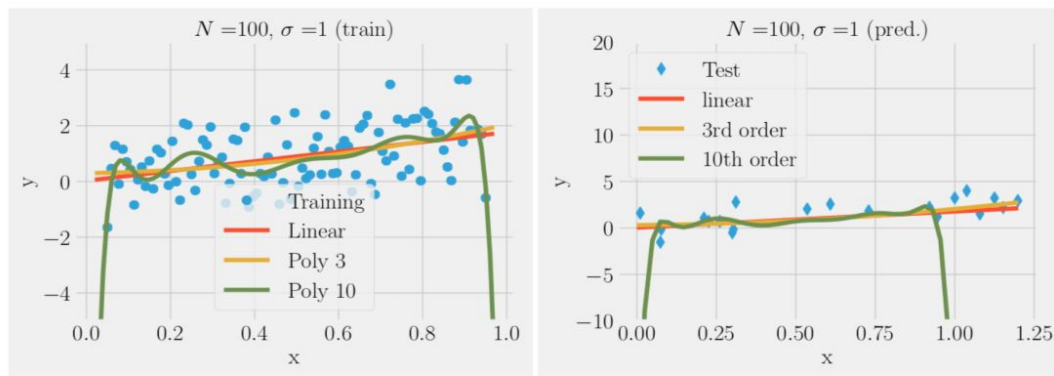 N =100, σ =1 (train)
4
2
0
−2
−4
y
Training
Linear
Poly 3
Poly 10
0.0
0.2
0.4
0.6
0.8
1.0
x
N =100, σ =1 (pred.)
20
15
10
5
0
−5
−10
y
Test
linear
3rd order
10th order
0.00
0.25
0.50
0.75
1.00
1.25
x